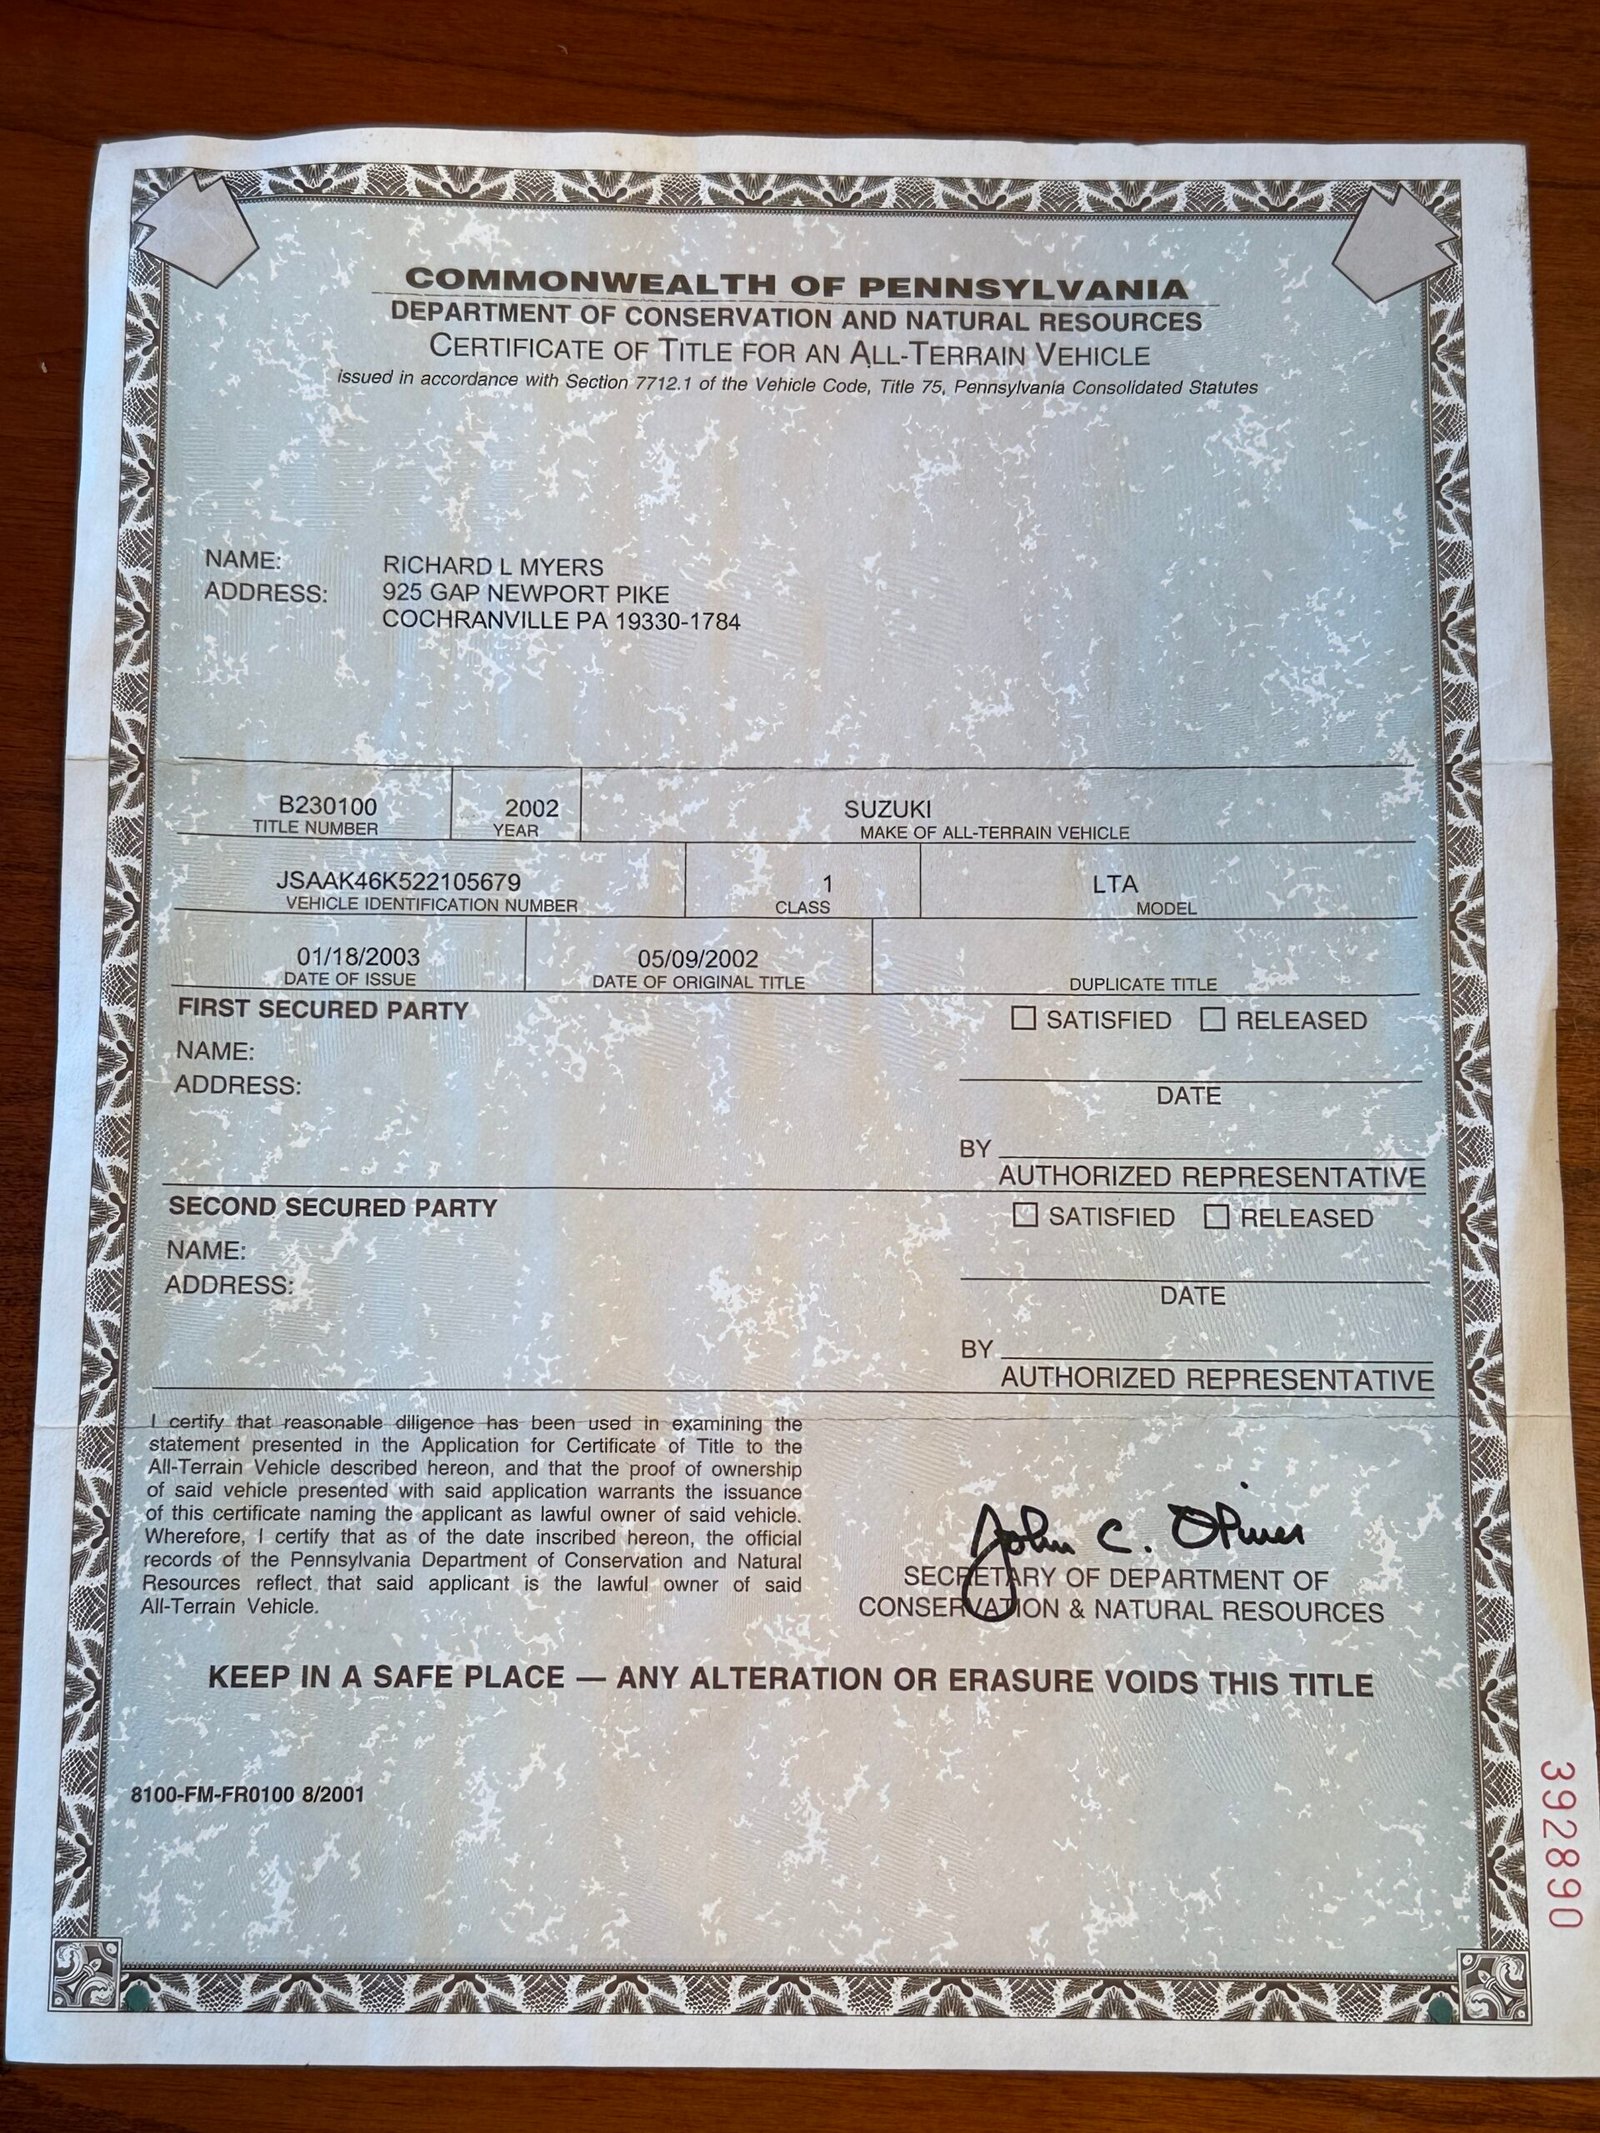 COMMONWEALTH OF PENNSYLVANIA
DEPARTMENT OF CONSERVATION AND NATURAL RESOURCES
CERTIFICATE OF TITLE FOR AN ALL-TERRAIN VEHICLE
issued in accordance with Section 7712.1 of the Vehicle Code, Title 75, Pennsylvania Consolidated Statutes
NAME: RICHARD L MYERS
ADDRESS: 925 GAP NEWPORT PIKE
COCHRANVILLE PA 19330-1784
B230100 2002 SUZUKI
TITLE NUMBER YEAR MAKE OF ALL-TERRAIN VEHICLE
JSAAK46K522105679 1 LTA
VEHICLE IDENTIFICATION NUMBER CLASS MODEL
01/18/2003 05/09/2002
DATE OF ISSUE DATE OF ORIGINAL TITLE DUPLICATE TITLE
FIRST SECURED PARTY
SATISFIED RELEASED
NAME:
ADDRESS:
DATE
BY
AUTHORIZED REPRESENTATIVE
SECOND SECURED PARTY
SATISFIED RELEASED
NAME:
ADDRESS:
DATE
BY
AUTHORIZED REPRESENTATIVE
I certify that reasonable diligence has been used in examining the
statement presented in the Application for Certificate of Title to the
All-Terrain Vehicle described hereon, and that the proof of ownership
of said vehicle presented with said application warrants the issuance
of this certificate naming the applicant as lawful owner of said vehicle.
Wherefore, I certify that as of the date inscribed hereon, the official
records of the Pennsylvania Department of Conservation and Natural
Resources reflect that said applicant is the lawful owner of said
All-Terrain Vehicle.
John C. Oliver
SECRETARY OF DEPARTMENT OF
CONSERVATION & NATURAL RESOURCES
KEEP IN A SAFE PLACE — ANY ALTERATION OR ERASURE VOIDS THIS TITLE
8100-FM-FR0100 8/2001
392890